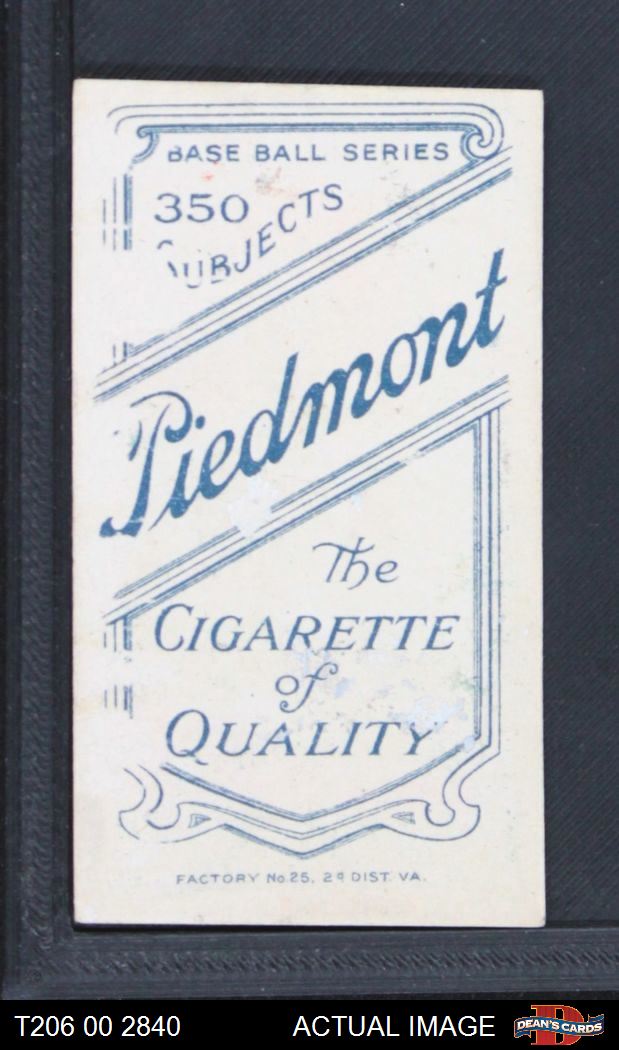 BASE BALL SERIES
350
SUBJECTS
Piedmont
The
CIGARETTE
of
QUALITY
FACTORY No. 25, 2d DIST. VA.
T206 00 2840 ACTUAL IMAGE DEAN'S CARDS